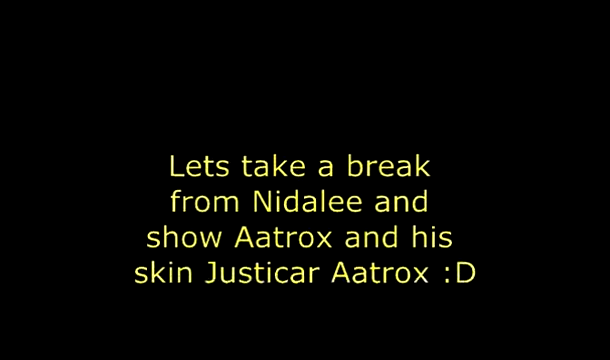 Lets take a break
from Nidalee and
show Aatrox and his
skin Justicar Aatrox :D